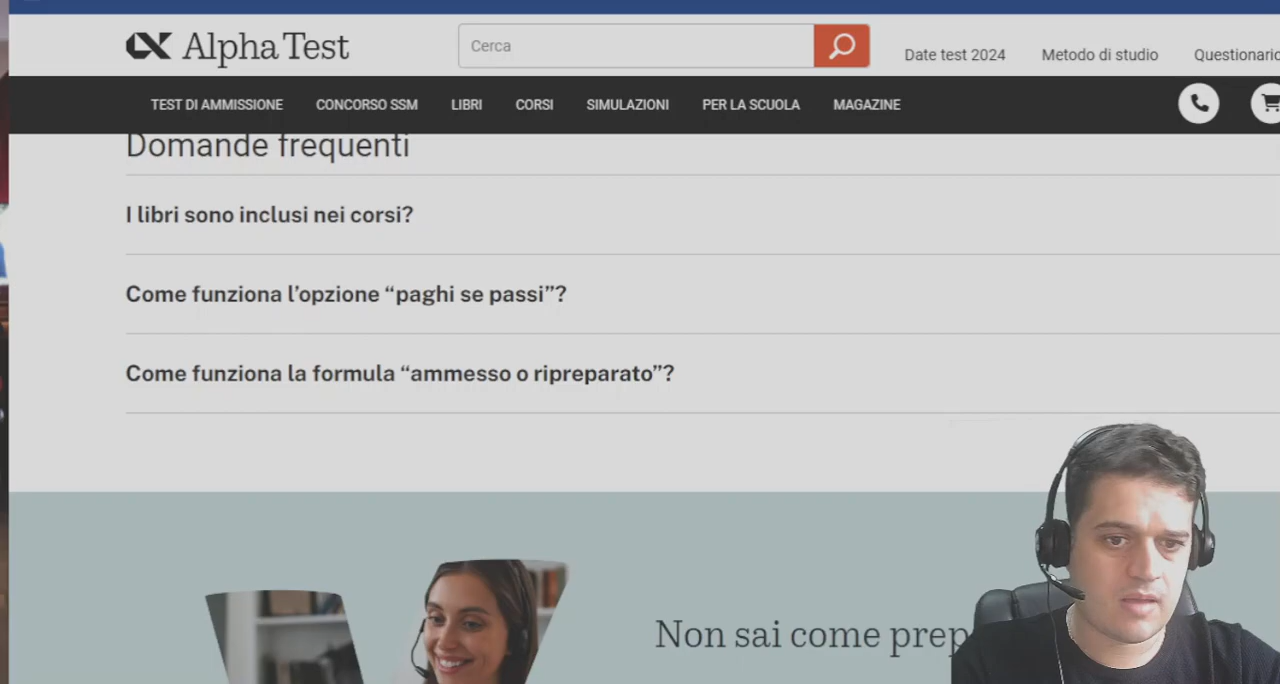 Alpha Test
Cerca
Date test 2024
Metodo di studio
Questionario
TEST DI AMMISSIONE
CONCORSO SSM
LIBRI
CORSI
SIMULAZIONI
PER LA SCUOLA
MAGAZINE
Domande frequenti
I libri sono inclusi nei corsi?
Come funziona l’opzione “paghi se passi”?
Come funziona la formula “ammesso o ripreparato”?
Non sai come prep